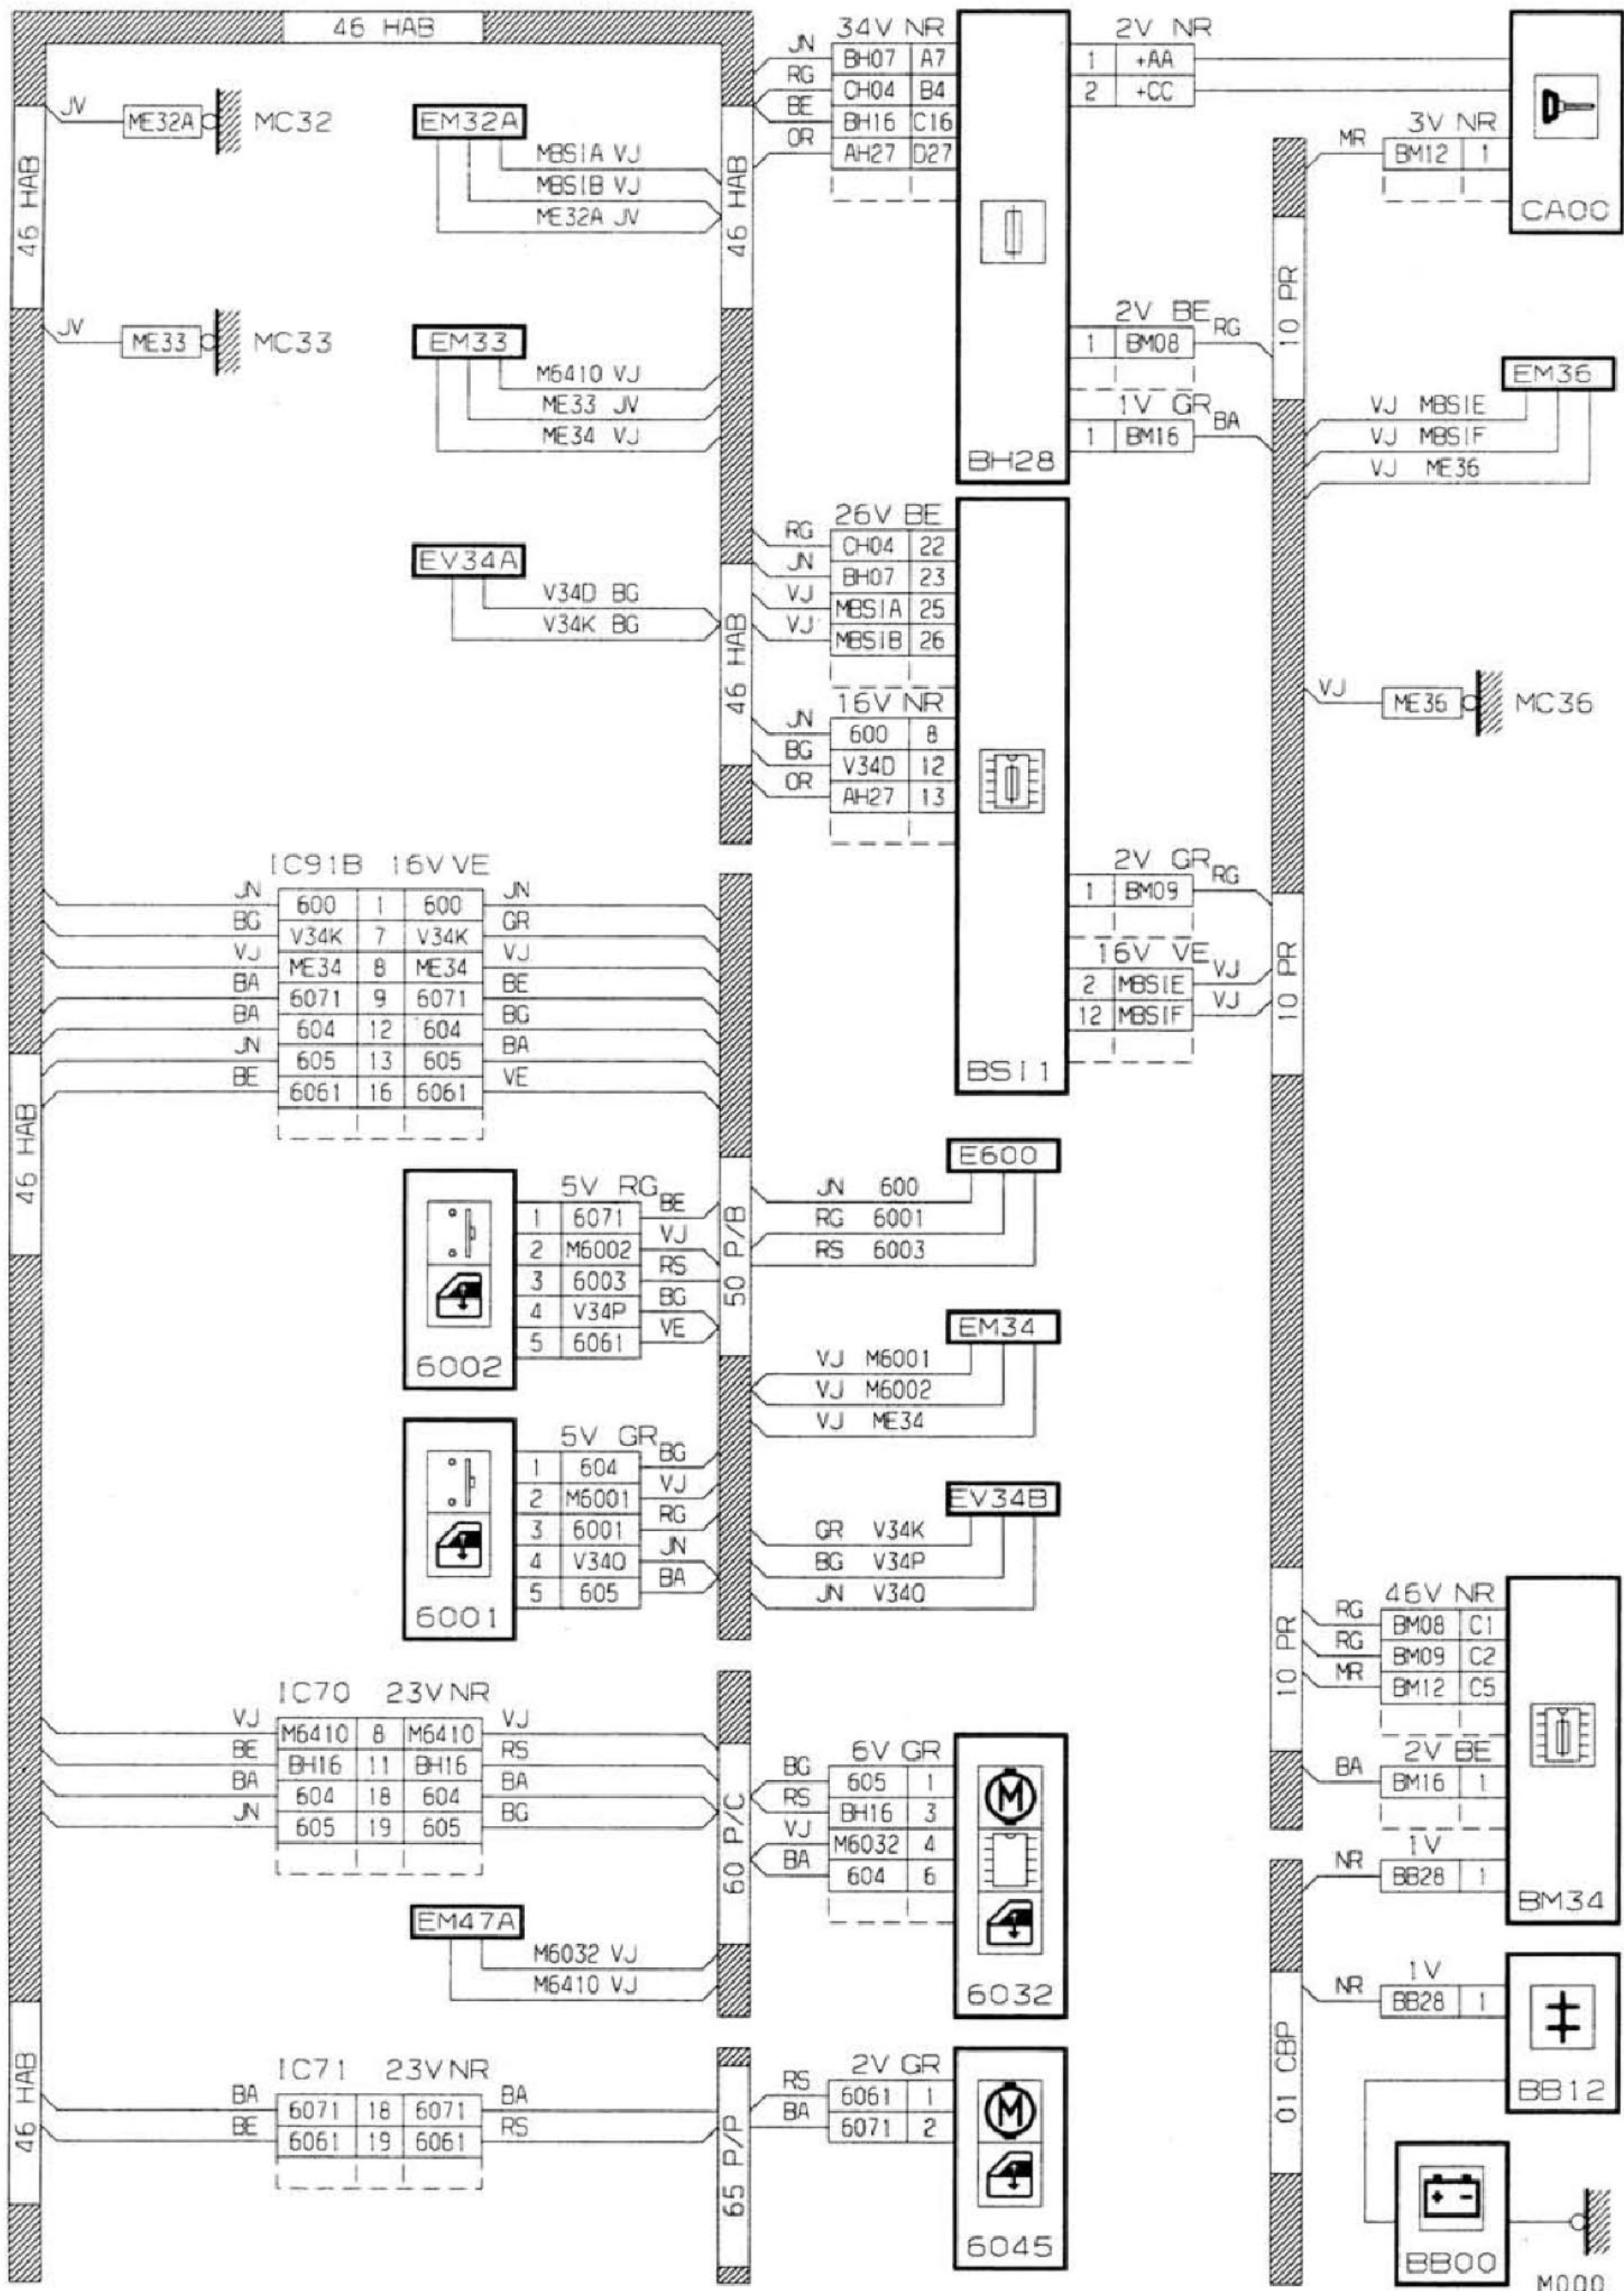 46 HAB
JV
ME32A
MC32
46 HAB
EM32A
MBSIA VJ
MBSIB VJ
ME32A JV
46 HAB
JV
ME33
MC33
EM33
M6410 VJ
ME33 JV
ME34 VJ
EV34A
V34D BG
V34K BG
46 HAB
34V NR
JN BH07 A7
RG CH04 B4
BE BH16 C16
OR AH27 D27
2V NR
1 +AA
2 +CC
BH28
2V BE
1 BM08 RG
1V GR
1 BM16 BA
CA00
3V NR
MR BM12 1
10 PR
EM36
VJ MBSIE
VJ MBSIF
VJ ME36
26V BE
RG CH04 22
JN BH07 23
VJ MBSIA 25
VJ MBSIB 26
16V NR
JN 600 8
BG V34D 12
OR AH27 13
BSI1
2V GR
1 BM09 RG
16V VE
2 MBSIE VJ
12 MBSIF VJ
10 PR
VJ ME36
MC36
IC91B 16V VE
JN 600 1 600 JN
BG V34K 7 V34K GR
VJ ME34 8 ME34 VJ
BA 6071 9 6071 BE
BA 604 12 604 BG
JN 605 13 605 BA
BE 6061 16 6061 VE
46 HAB
5V RG
1 6071 BE
2 M6002 VJ
3 6003 RS
4 V34P BG
5 6061 VE
6002
50 P/B
E600
JN 600
RG 6001
RS 6003
EM34
VJ M6001
VJ M6002
VJ ME34
5V GR
1 604 BG
2 M6001 VJ
3 6001 RG
4 V34Q JN
5 605 BA
6001
EV34B
GR V34K
BG V34P
JN V34Q
10 PR
46V NR
RG BM08 C1
RG BM09 C2
MR BM12 C5
2V BE
BA BM16 1
1V
NR BB28 1
BM34
IC70 23V NR
VJ M6410 8 M6410 VJ
BE BH16 11 BH16 RS
BA 604 18 604 BA
JN 605 19 605 BG
60 P/C
6V GR
BG 605 1
RS BH16 3
VJ M6032 4
BA 604 6
M
6032
EM47A
M6032 VJ
M6410 VJ
01 CBP
1V
NR BB28 1
BB12
46 HAB
IC71 23V NR
BA 6071 18 6071 BA
BE 6061 19 6061 RS
65 P/P
2V GR
RS 6061 1
BA 6071 2
M
6045
+ -
BB00
M000